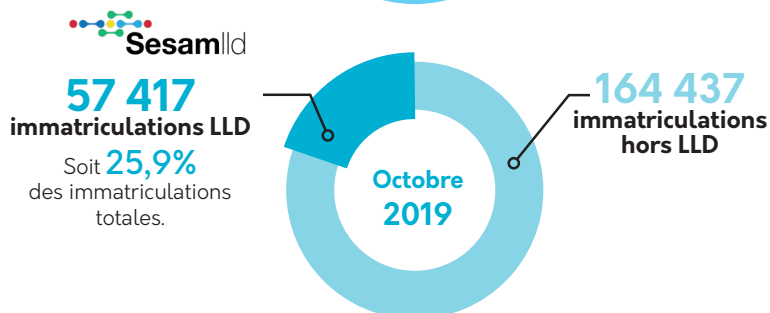 Sesamlld
57 417
immatriculations LLD
Soit 25,9%
des immatriculations
totales.
Octobre
2019
164 437
immatriculations
hors LLD